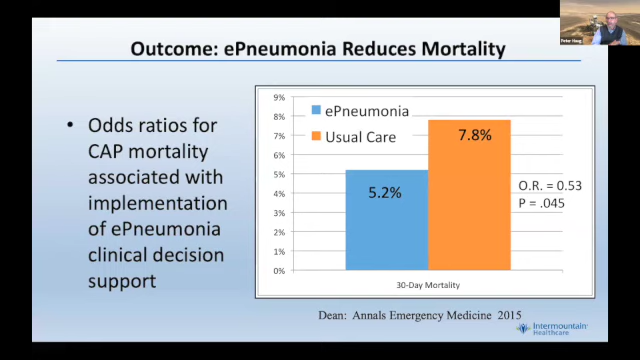 Outcome: ePneumonia Reduces Mortality
Peter Haug
• Odds ratios for
CAP mortality
associated with
implementation
of ePneumonia
clinical decision
support
9%
8%
7%
6%
5%
4%
3%
2%
1%
0%
ePneumonia
Usual Care
5.2%
7.8%
30-Day Mortality
O.R. = 0.53
P = .045
Dean: Annals Emergency Medicine 2015
Intermountain
Healthcare